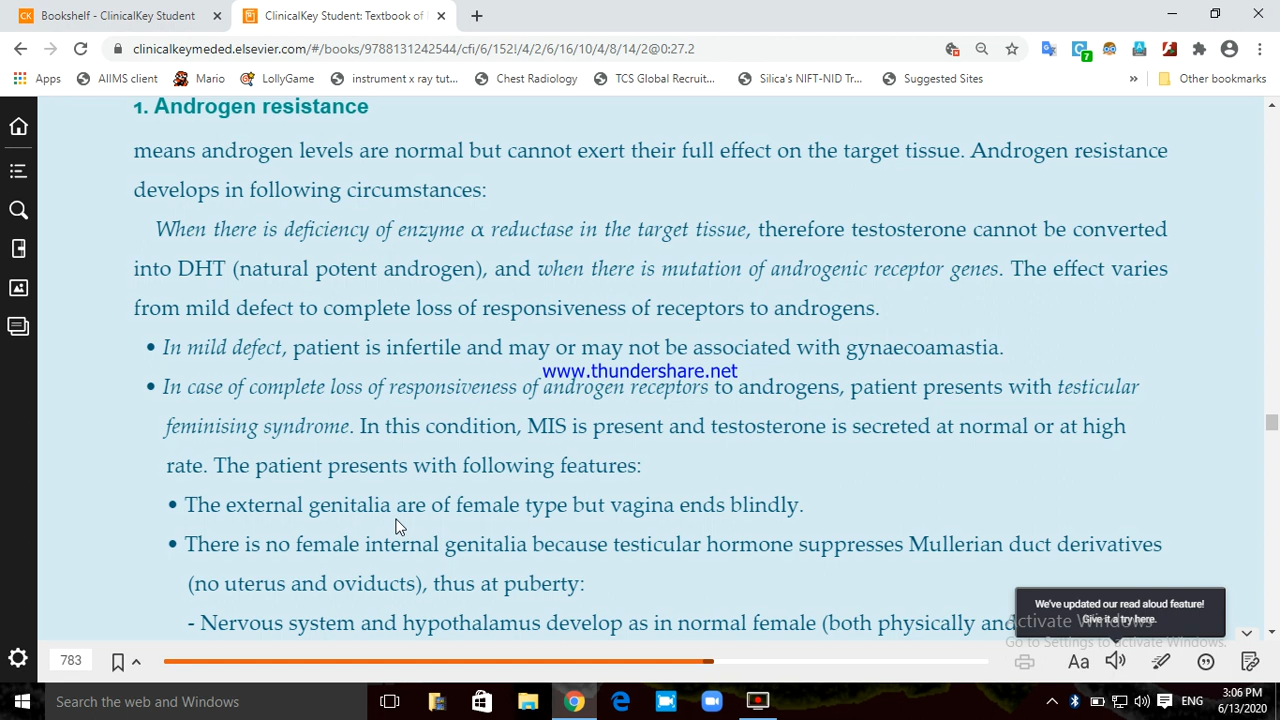 Bookshelf - ClinicalKey Student
ClinicalKey Student: Textbook of
clinicalkeymeded.elsevier.com/#/books/9788131242544/cfi/6/152!/4/2/6/16/10/4/8/14/2@0:27.2
7
Apps AIIMS client Mario LollyGame instrument x ray tut... Chest Radiology TCS Global Recruit... Silica's NIFT-NID Tr... Suggested Sites » Other bookmarks
1. Androgen resistance
means androgen levels are normal but cannot exert their full effect on the target tissue. Androgen resistance
develops in following circumstances:
When there is deficiency of enzyme α reductase in the target tissue, therefore testosterone cannot be converted
into DHT (natural potent androgen), and when there is mutation of androgenic receptor genes. The effect varies
from mild defect to complete loss of responsiveness of receptors to androgens.
• In mild defect, patient is infertile and may or may not be associated with gynaecoamastia.
www.thundershare.net
• In case of complete loss of responsiveness of androgen receptors to androgens, patient presents with testicular
feminising syndrome. In this condition, MIS is present and testosterone is secreted at normal or at high
rate. The patient presents with following features:
• The external genitalia are of female type but vagina ends blindly.
• There is no female internal genitalia because testicular hormone suppresses Mullerian duct derivatives
(no uterus and oviducts), thus at puberty:
- Nervous system and hypothalamus develop as in normal female (both physically and
We've updated our read aloud feature!
Give it a try here.
Activate Windows
Go to Settings to activate Windows.
783
Aa
Search the web and Windows
ENG
3:06 PM
6/13/2020